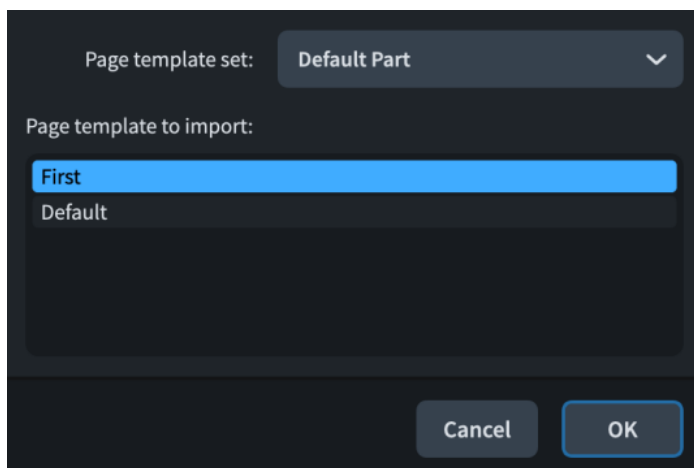 Page template set: Default Part
Page template to import:
First
Default
Cancel OK